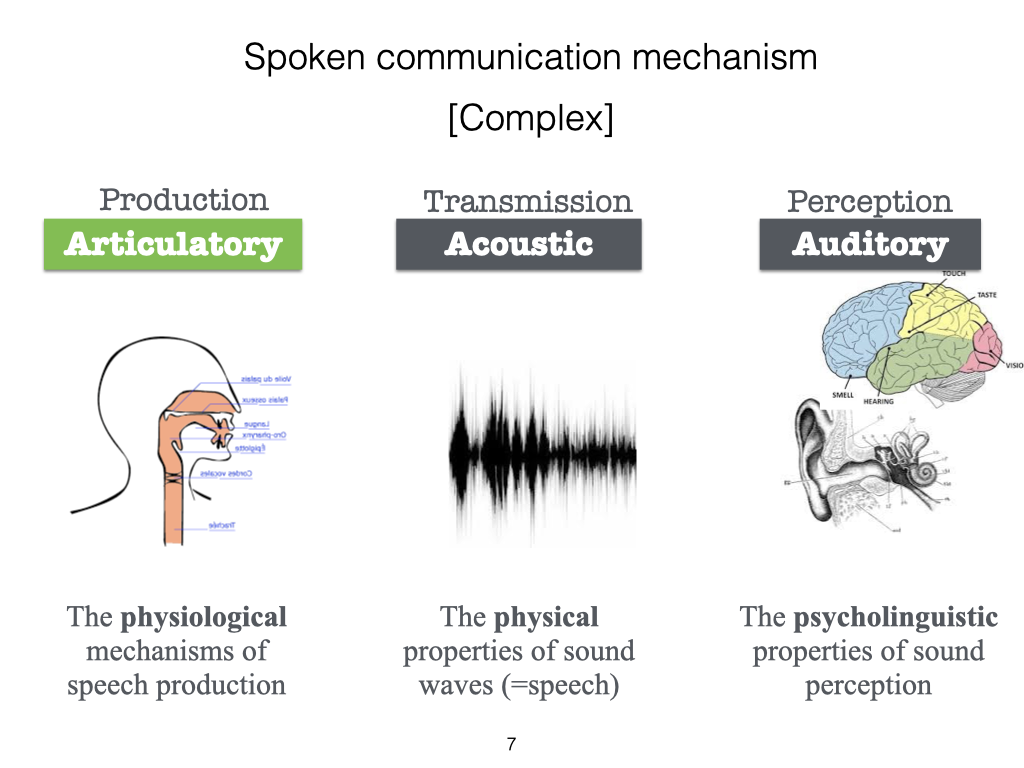 Spoken communication mechanism
[Complex]
Production
Articulatory
Transmission
Acoustic
Perception
Auditory
TOUCH
TASTE
VISIO
SMELL
HEARING
Voile du palais
Palais osseux
Langue
Oro-pharynx
Épiglotte
Cordes vocales
Trachée
The physiological
mechanisms of
speech production
The physical
properties of sound
waves (=speech)
The psycholinguistic
properties of sound
perception
7